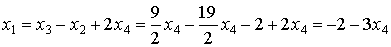 x₁ = x₃ − x₂ + 2x₄ = 9/2 x₄ − 19/2 x₄ − 2 + 2x₄ = −2 − 3x₄